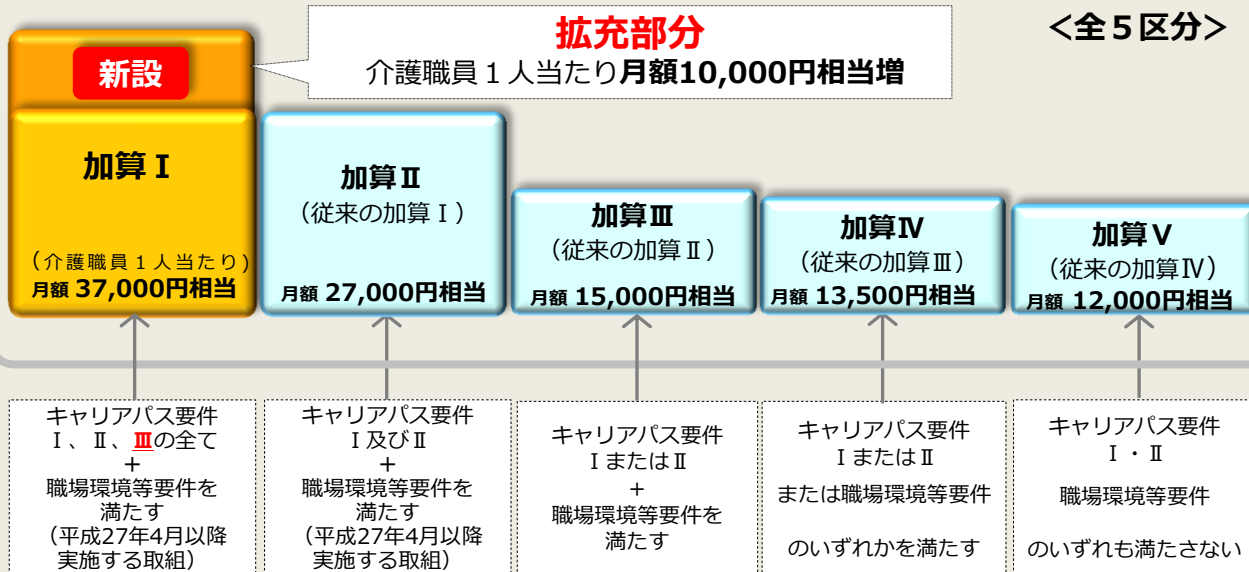 <全５区分>
拡充部分
介護職員１人当たり月額10,000円相当増
新設
加算Ⅰ
（介護職員１人当たり）
月額 37,000円相当
加算Ⅱ
（従来の加算Ⅰ）
月額 27,000円相当
加算Ⅲ
（従来の加算Ⅱ）
月額 15,000円相当
加算Ⅳ
（従来の加算Ⅲ）
月額 13,500円相当
加算Ⅴ
（従来の加算Ⅳ）
月額 12,000円相当
キャリアパス要件
Ⅰ、Ⅱ、Ⅲの全て
+
職場環境等要件を
満たす
（平成27年4月以降
実施する取組）
キャリアパス要件
Ⅰ及びⅡ
+
職場環境等要件を
満たす
（平成27年4月以降
実施する取組）
キャリアパス要件
ⅠまたはⅡ
+
職場環境等要件を
満たす
キャリアパス要件
ⅠまたはⅡ
または職場環境等要件
のいずれかを満たす
キャリアパス要件
Ⅰ・Ⅱ
職場環境等要件
のいずれも満たさない